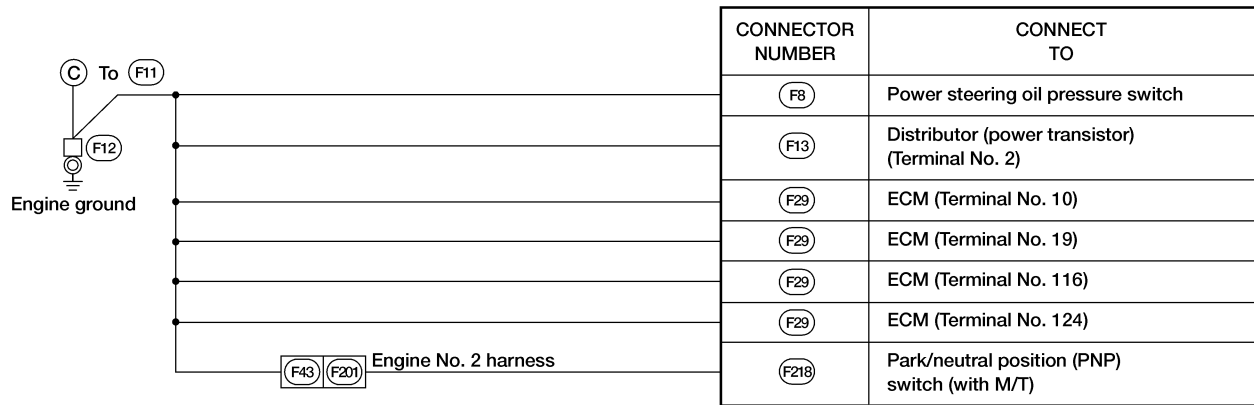 CONNECTOR NUMBER
CONNECT TO
C To F11
F12
Engine ground
F8 Power steering oil pressure switch
F13 Distributor (power transistor)
(Terminal No. 2)
F29 ECM (Terminal No. 10)
F29 ECM (Terminal No. 19)
F29 ECM (Terminal No. 116)
F29 ECM (Terminal No. 124)
F43 F201 Engine No. 2 harness
F218 Park/neutral position (PNP)
switch (with M/T)